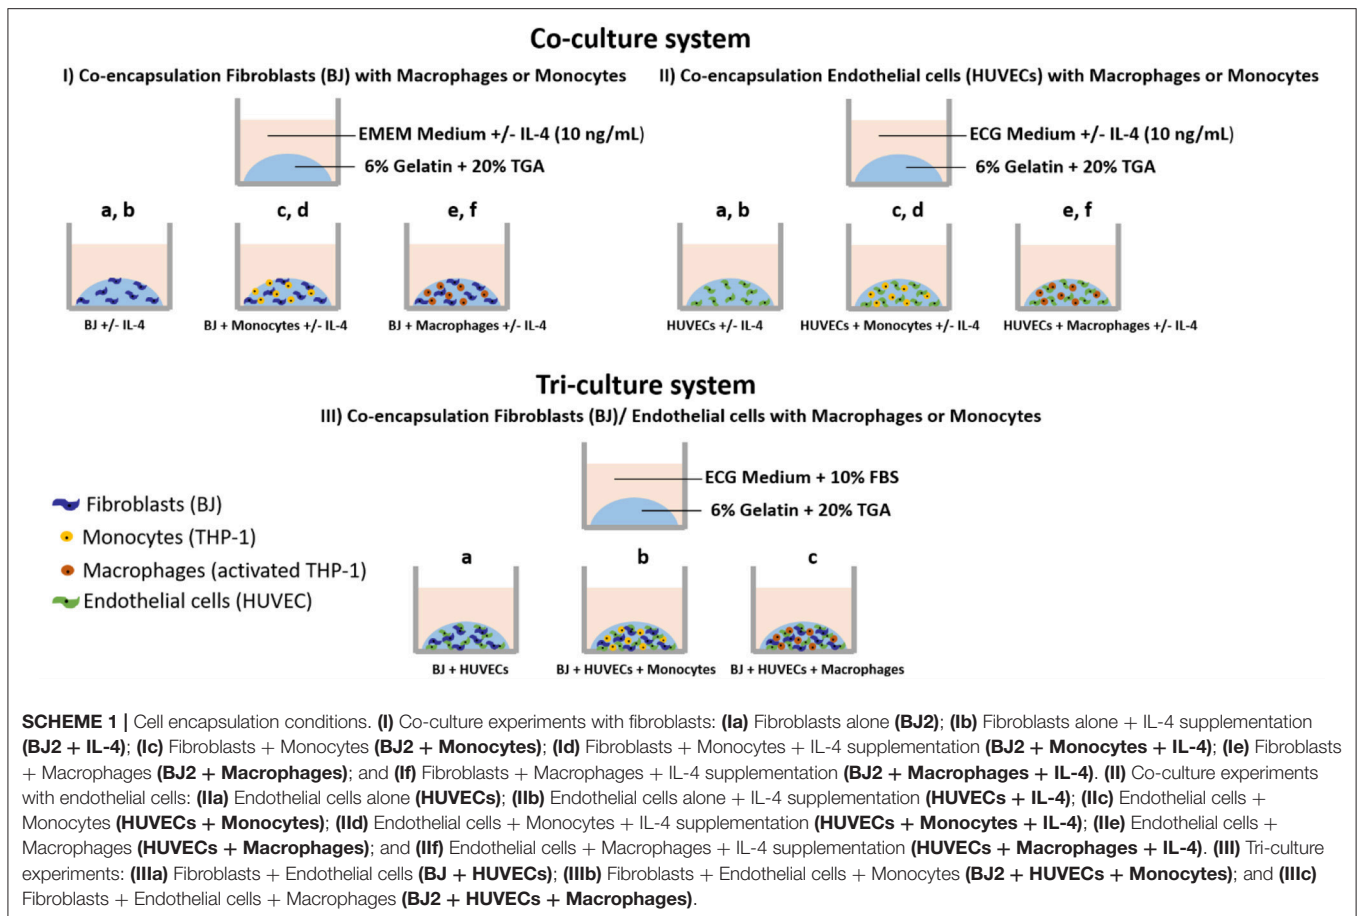 Co-culture system
I) Co-encapsulation Fibroblasts (BJ) with Macrophages or Monocytes
EMEM Medium +/- IL-4 (10 ng/mL)
6% Gelatin + 20% TGA
a, b
c, d
e, f
BJ +/- IL-4
BJ + Monocytes +/- IL-4
BJ + Macrophages +/- IL-4
II) Co-encapsulation Endothelial cells (HUVECs) with Macrophages or Monocytes
ECG Medium +/- IL-4 (10 ng/mL)
6% Gelatin + 20% TGA
a, b
c, d
e, f
HUVECs +/- IL-4
HUVECs + Monocytes +/- IL-4
HUVECs + Macrophages +/- IL-4
Tri-culture system
III) Co-encapsulation Fibroblasts (BJ)/ Endothelial cells with Macrophages or Monocytes
ECG Medium + 10% FBS
6% Gelatin + 20% TGA
Fibroblasts (BJ)
Monocytes (THP-1)
Macrophages (activated THP-1)
Endothelial cells (HUVEC)
a
b
c
BJ + HUVECs
BJ + HUVECs + Monocytes
BJ + HUVECs + Macrophages
SCHEME 1 | Cell encapsulation conditions. (I) Co-culture experiments with fibroblasts: (Ia) Fibroblasts alone (BJ2); (Ib) Fibroblasts alone + IL-4 supplementation
(BJ2 + IL-4); (Ic) Fibroblasts + Monocytes (BJ2 + Monocytes); (Id) Fibroblasts + Monocytes + IL-4 supplementation (BJ2 + Monocytes + IL-4); (Ie) Fibroblasts
+ Macrophages (BJ2 + Macrophages); and (If) Fibroblasts + Macrophages + IL-4 supplementation (BJ2 + Macrophages + IL-4). (II) Co-culture experiments
with endothelial cells: (IIa) Endothelial cells alone (HUVECs); (IIb) Endothelial cells alone + IL-4 supplementation (HUVECs + IL-4); (IIc) Endothelial cells +
Monocytes (HUVECs + Monocytes); (IId) Endothelial cells + Monocytes + IL-4 supplementation (HUVECs + Monocytes + IL-4); (IIe) Endothelial cells +
Macrophages (HUVECs + Macrophages); and (IIf) Endothelial cells + Macrophages + IL-4 supplementation (HUVECs + Macrophages + IL-4). (III) Tri-culture
experiments: (IIIa) Fibroblasts + Endothelial cells (BJ + HUVECs); (IIIb) Fibroblasts + Endothelial cells + Monocytes (BJ2 + HUVECs + Monocytes); and (IIIc)
Fibroblasts + Endothelial cells + Macrophages (BJ2 + HUVECs + Macrophages).